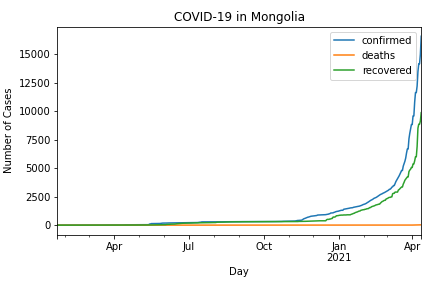 COVID-19 in Mongolia
confirmed
deaths
recovered
15000
12500
10000
7500
5000
2500
0
Number of Cases
Apr
Jul
Oct
Jan
2021
Apr
Day